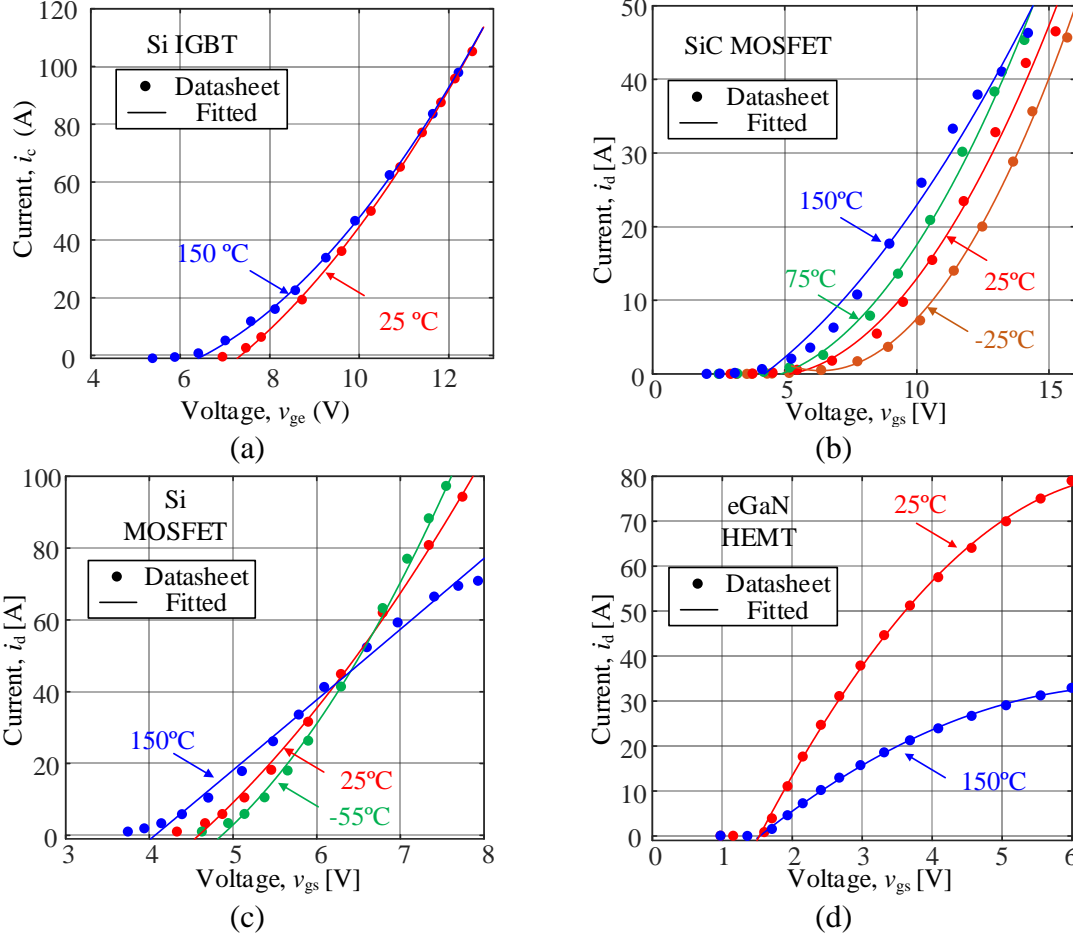 120
100
80
60
40
20
0
Current, ic (A)
Si IGBT
Datasheet
Fitted
150 ºC
25 ºC
4
6
8
10
12
Voltage, vge (V)
(a)
50
40
30
20
10
0
Current, id [A]
SiC MOSFET
Datasheet
Fitted
150ºC
75ºC
25ºC
-25ºC
0
5
10
15
Voltage, vgs [V]
(b)
100
80
60
40
20
0
Current, id [A]
Si
MOSFET
Datasheet
Fitted
150ºC
25ºC
-55ºC
3
4
5
6
7
8
Voltage, vgs [V]
(c)
80
70
60
50
40
30
20
10
0
Current, id [A]
eGaN
HEMT
25ºC
Datasheet
Fitted
150ºC
0
1
2
3
4
5
6
Voltage, vgs [V]
(d)